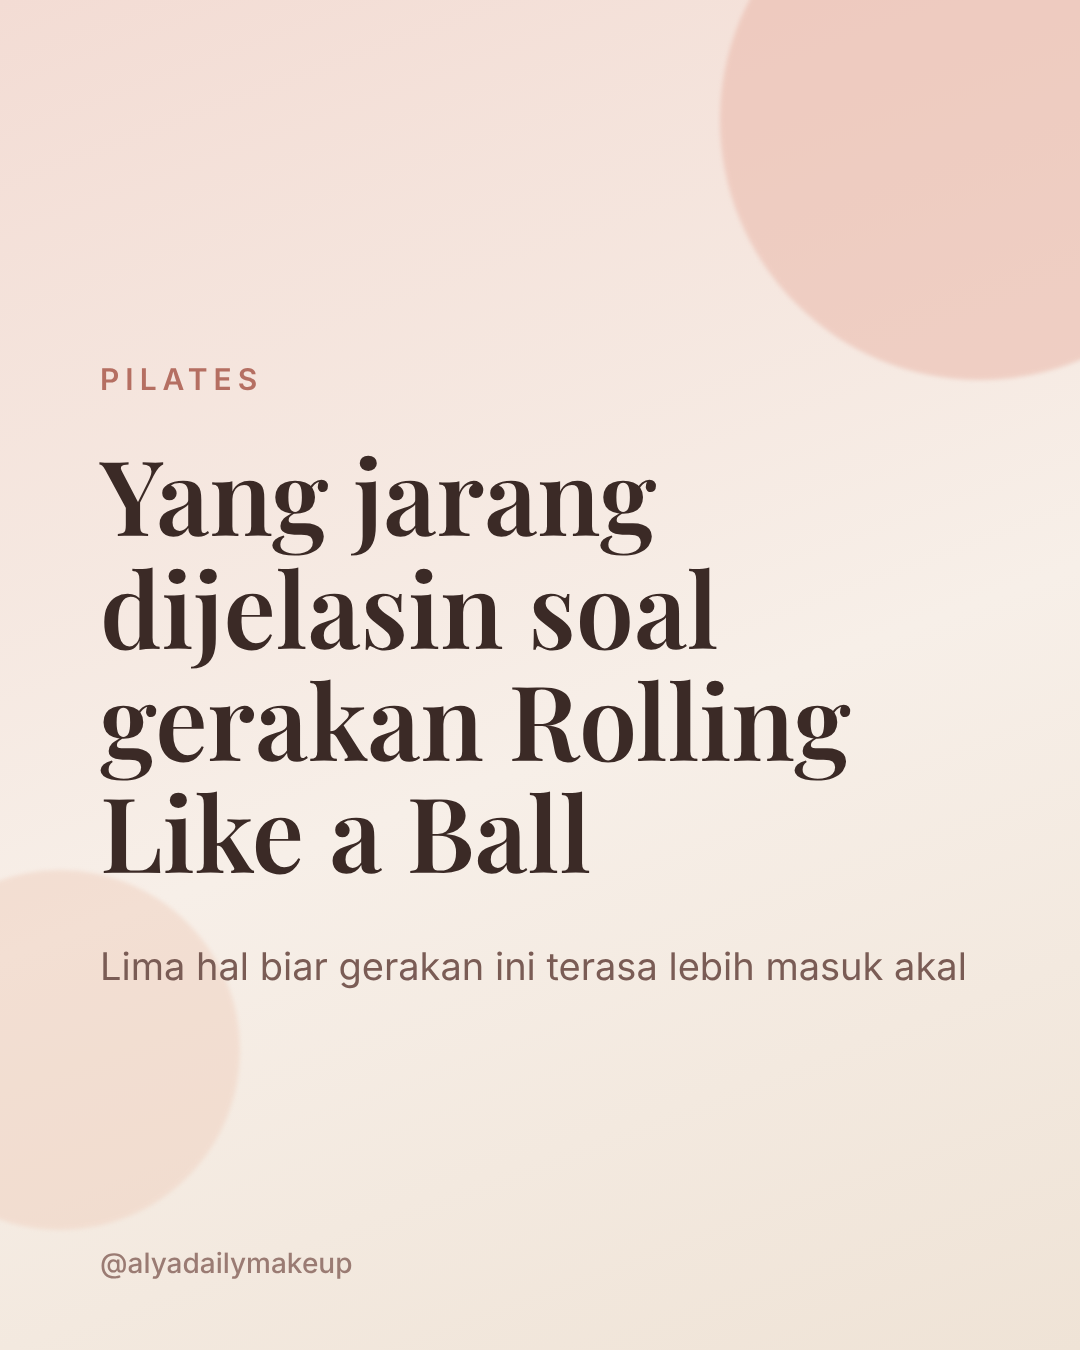 PILATES
Yang jarang
dijelasin soal
gerakan Rolling
Like a Ball
Lima hal biar gerakan ini terasa lebih masuk akal
@alyadailymakeup